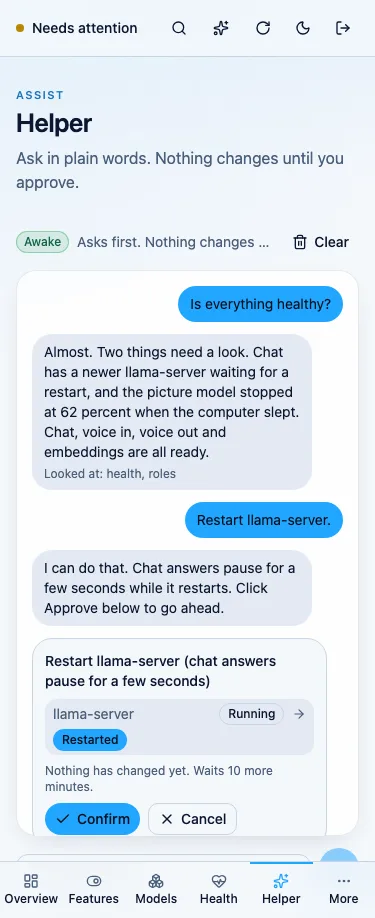 Needs attention
ASSIST
Helper
Ask in plain words. Nothing changes until you
approve.
Awake Asks first. Nothing changes ... Clear
Is everything healthy?
Almost. Two things need a look. Chat
has a newer llama-server waiting for a
restart, and the picture model stopped
at 62 percent when the computer slept.
Chat, voice in, voice out and
embeddings are all ready.
Looked at: health, roles
Restart llama-server.
I can do that. Chat answers pause for a
few seconds while it restarts. Click
Approve below to go ahead.
Restart llama-server (chat answers
pause for a few seconds)
llama-server Running →
Restarted
Nothing has changed yet. Waits 10 more
minutes.
Confirm Cancel
Overview Features Models Health Helper More